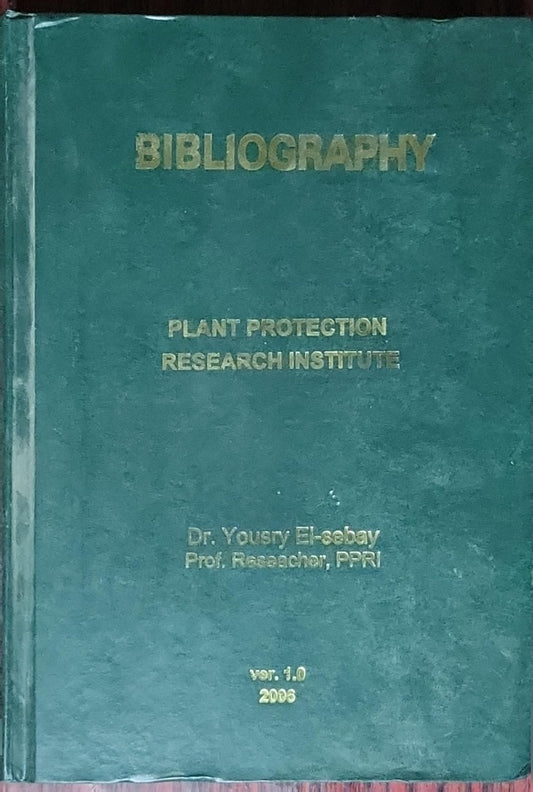 BIBLIOGRAPHY
PLANT PROTECTION
RESEARCH INSTITUTE
Dr. Yousry El-sebay
Prof. Reseacher, PPRI
ver. 1.0
2006